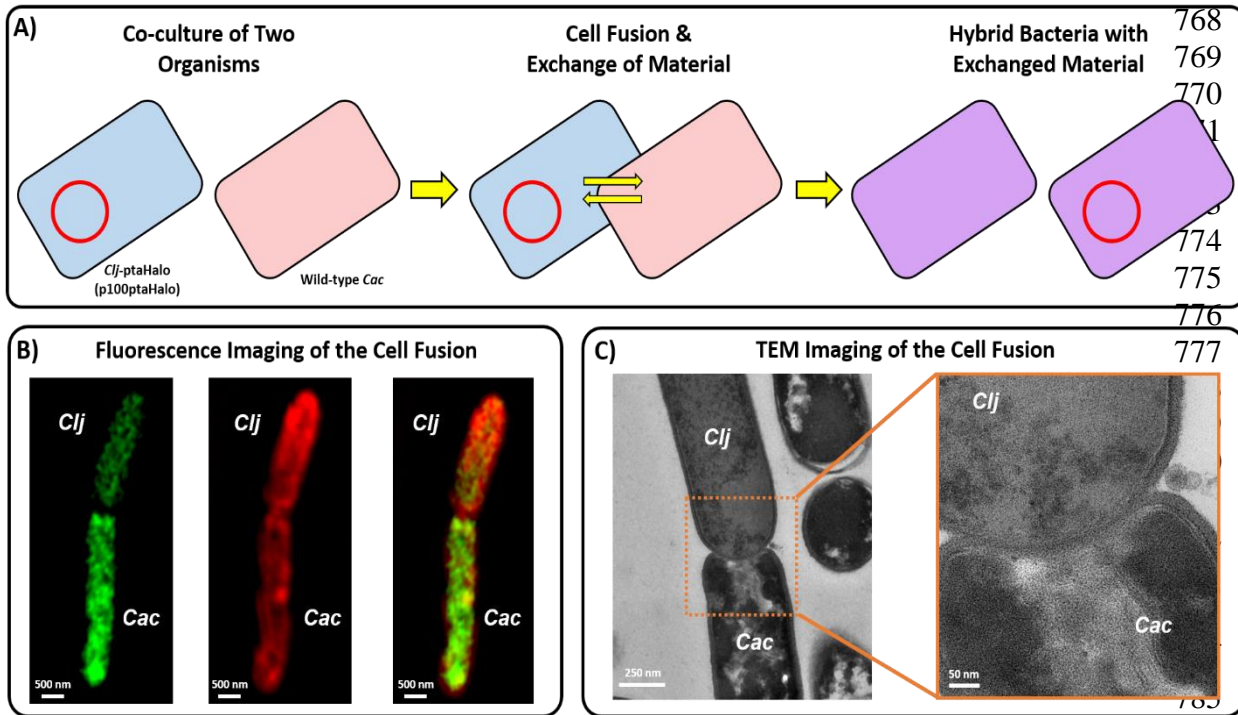 A)
Co-culture of Two
Organisms
Cell Fusion &
Exchange of Material
Hybrid Bacteria with
Exchanged Material
Clj-ptaHalo
(p100ptaHalo)
Wild-type Cac
B)
Fluorescence Imaging of the Cell Fusion
Clj
Cac
500 nm
500 nm
Clj
Cac
500 nm
C)
TEM Imaging of the Cell Fusion
Clj
Cac
250 nm
Clj
Cac
50 nm
768
769
770
774
775
776
777
785